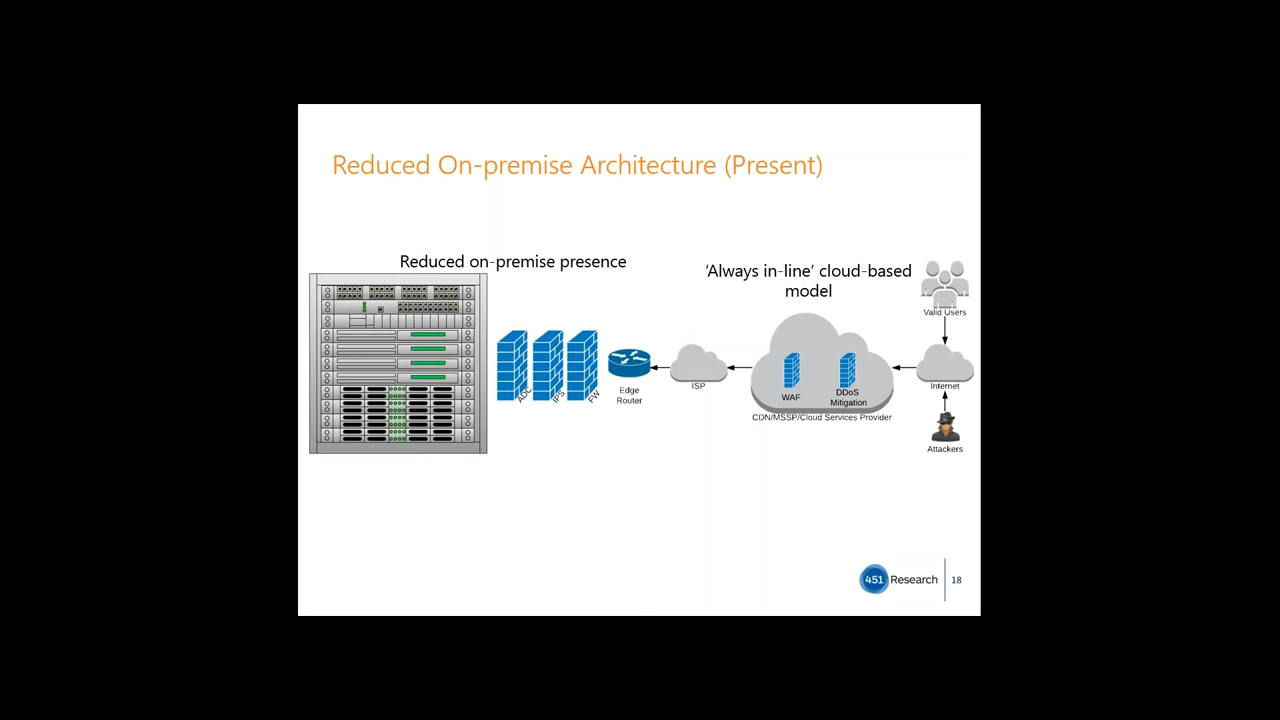 Reduced On-premise Architecture (Present)
Reduced on-premise presence
'Always in-line' cloud-based
model
Valid Users
ADC
IPS
FW
Edge
Router
ISP
WAF
DDoS
Mitigation
CDN/MSSP/Cloud Services Provider
Internet
Attackers
451 Research
18